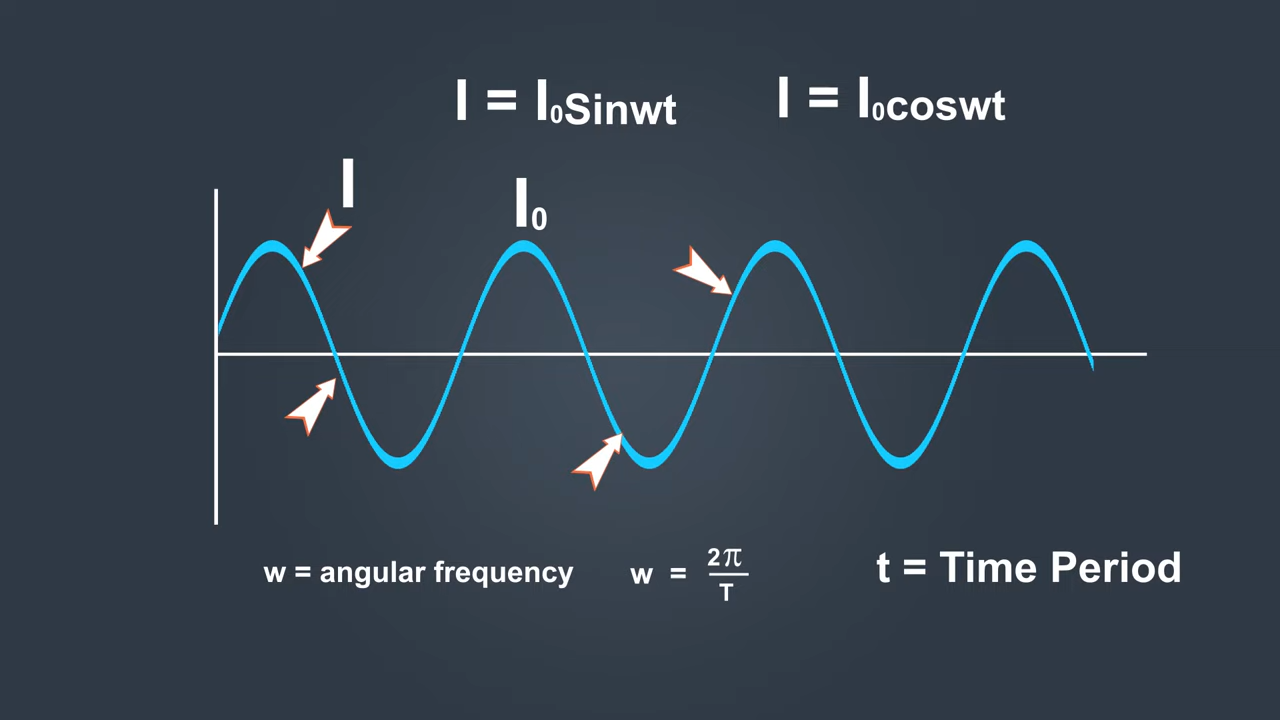 I = I₀Sinwt
I = I₀coswt
I
I₀
w = angular frequency
w = 2π/T
t = Time Period